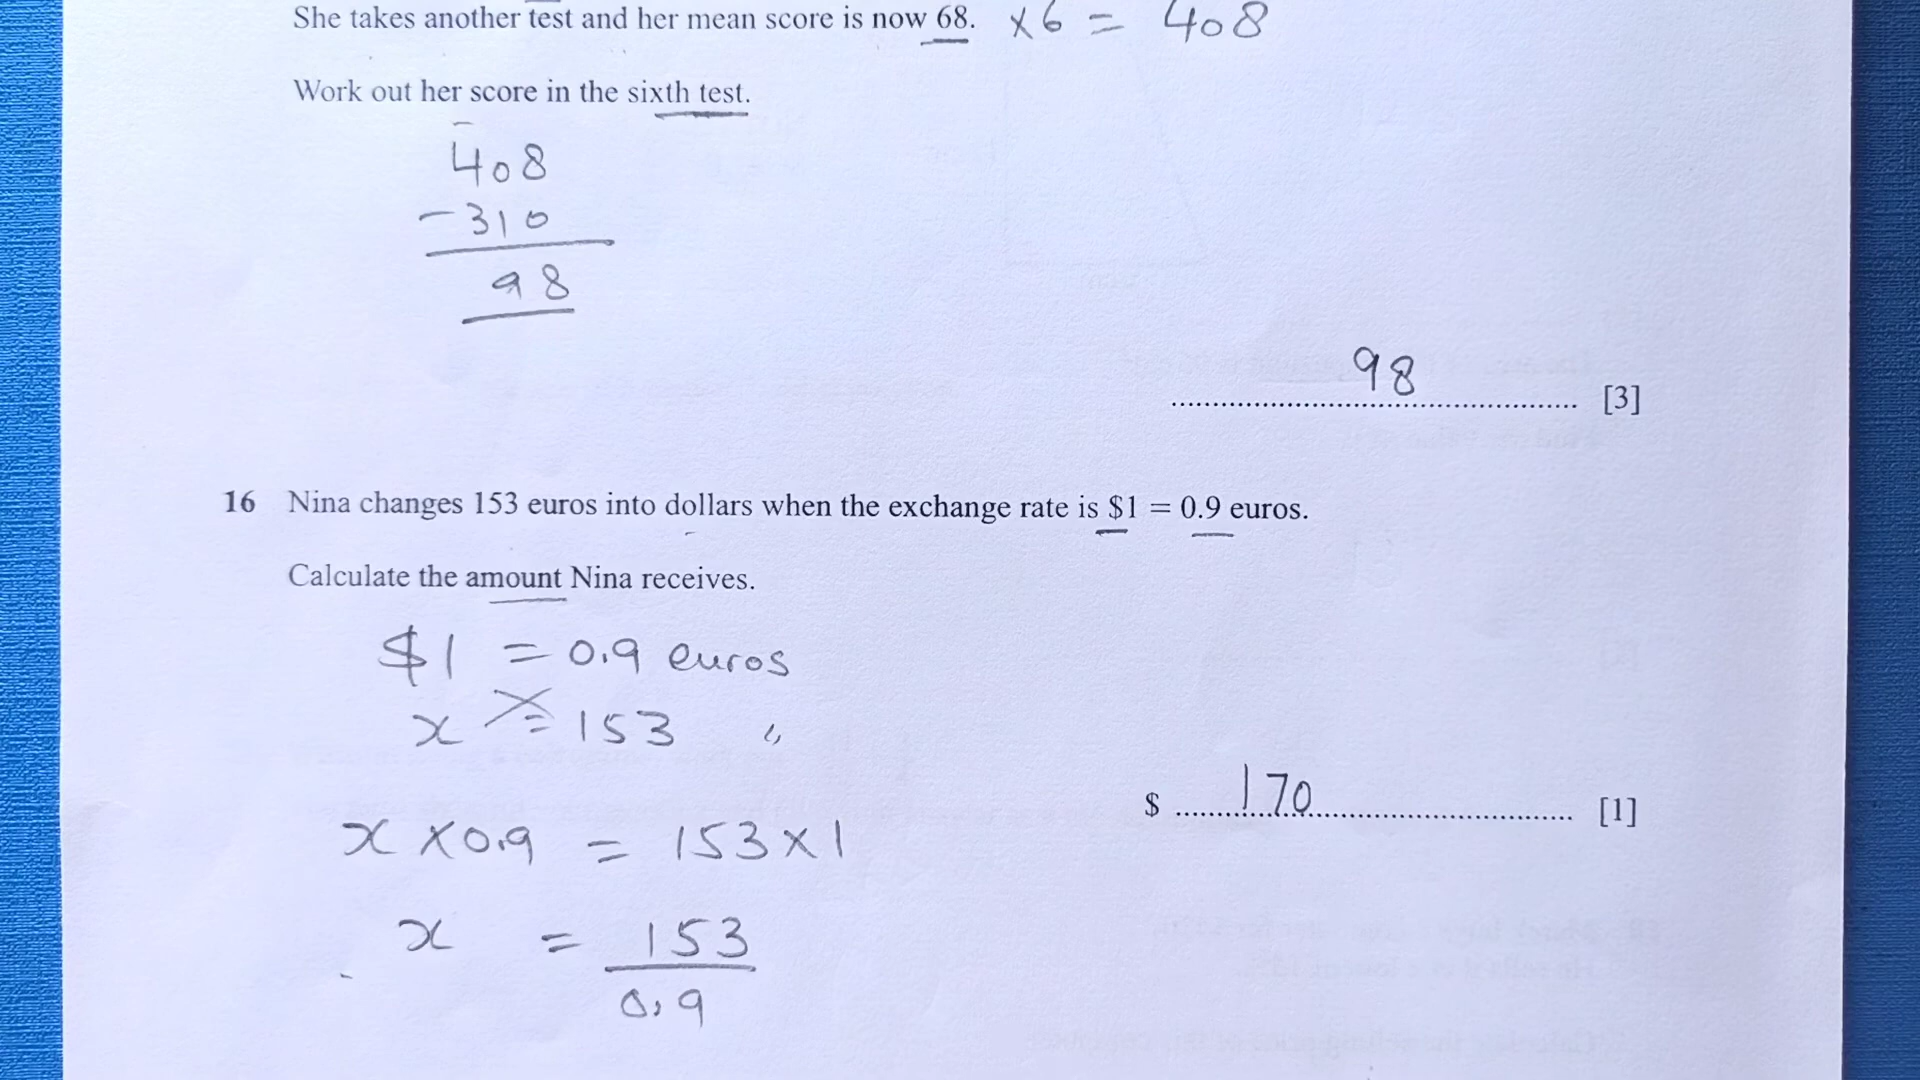 She takes another test and her mean score is now 68. × 6 = 408
Work out her score in the sixth test.
408
- 310
98
98
.......................................................... [3]
16 Nina changes 153 euros into dollars when the exchange rate is $1 = 0.9 euros.
Calculate the amount Nina receives.
$1 = 0.9 euros
x = 153 "
$ 170 [1]
x × 0.9 = 153 × 1
x = 153
0.9